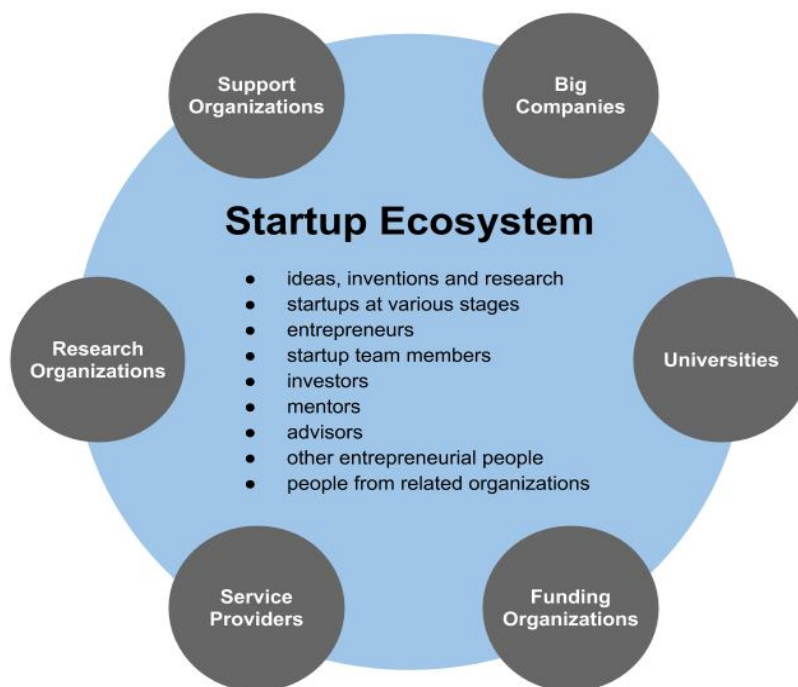 Support
Organizations
Big
Companies
Startup Ecosystem
● ideas, inventions and research
● startups at various stages
● entrepreneurs
● startup team members
● investors
● mentors
● advisors
● other entrepreneurial people
● people from related organizations
Research
Organizations
Universities
Service
Providers
Funding
Organizations